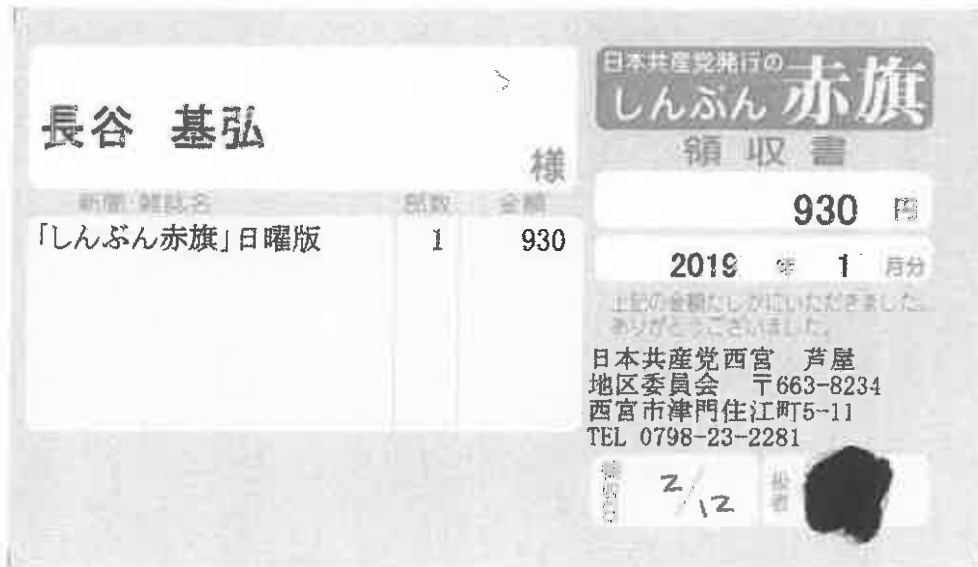 長谷 基弘
様
新聞・雑誌名 部数 金額
「しんぶん赤旗」日曜版 1 930
日本共産党発行の
しんぶん 赤旗
領収書
930 円
2019 年 1 月分
上記の金額たしかにいただきました。
ありがとうございました。
日本共産党西宮 芦屋
地区委員会 〒663-8234
西宮市津門住江町5-11
TEL 0798-23-2281
領収日 2/12 扱者